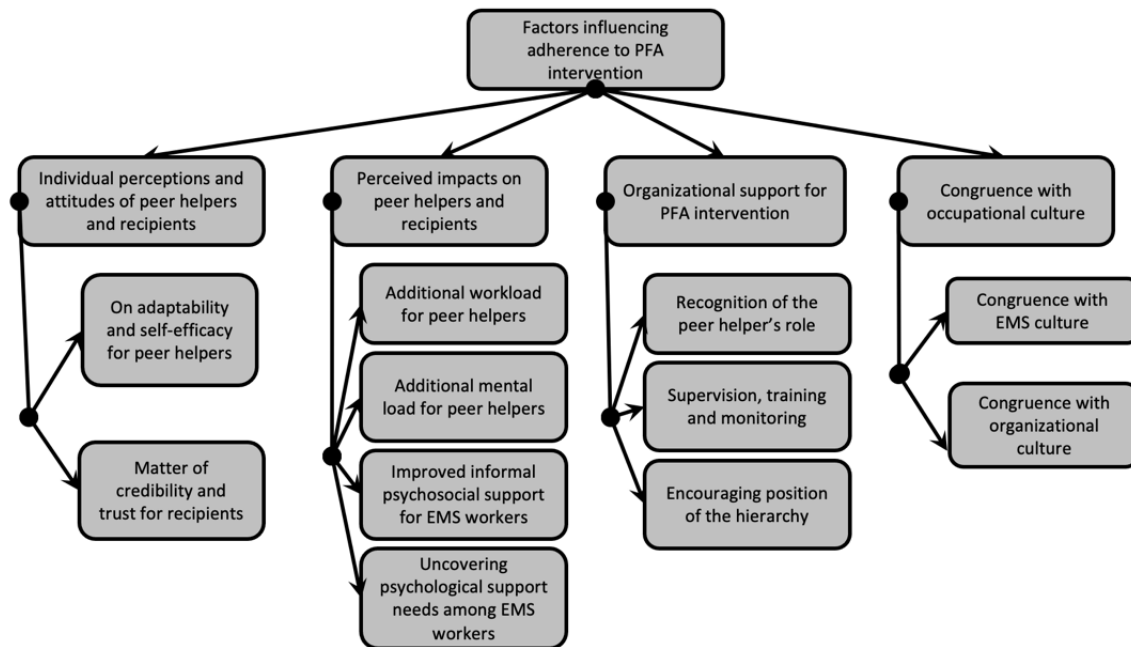 Factors influencing
adherence to PFA
intervention
Individual perceptions and
attitudes of peer helpers
and recipients
On adaptability
and self-efficacy
for peer helpers
Matter of
credibility and
trust for recipients
Perceived impacts on
peer helpers and
recipients
Additional workload
for peer helpers
Additional mental
load for peer helpers
Improved informal
psychosocial support
for EMS workers
Uncovering
psychological support
needs among EMS
workers
Organizational support for
PFA intervention
Recognition of the
peer helper's role
Supervision, training
and monitoring
Encouraging position
of the hierarchy
Congruence with
occupational culture
Congruence with
EMS culture
Congruence with
organizational
culture